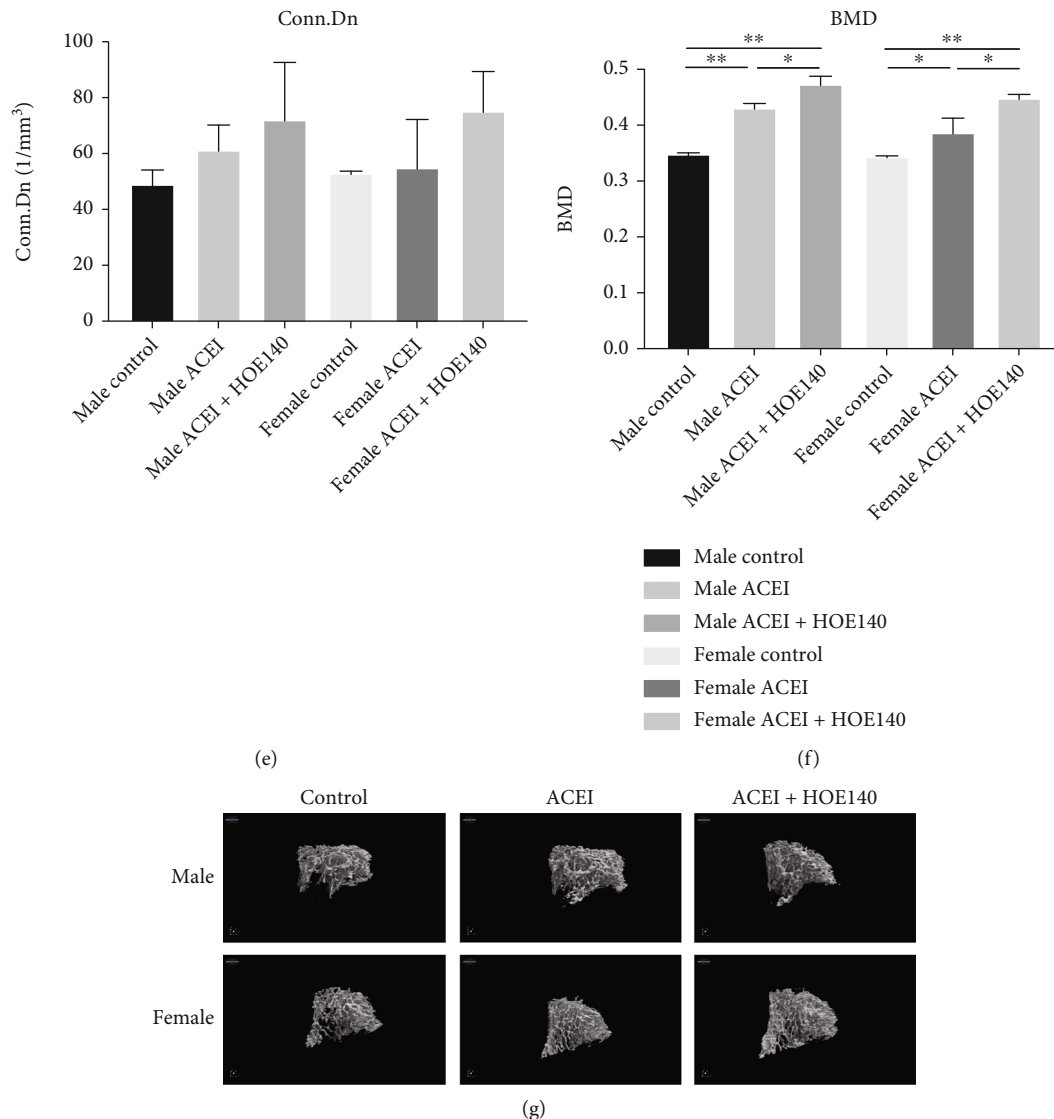 Conn.Dn
100
80
60
40
20
0
Conn.Dn (1/mm³)
Male control
Male ACEI
Male ACEI + HOE140
Female control
Female ACEI
Female ACEI + HOE140
(e)
BMD
** **
** * * *
0.5
0.4
0.3
0.2
0.1
0.0
BMD
Male control
Male ACEI
Male ACEI + HOE140
Female control
Female ACEI
Female ACEI + HOE140
Male control
Male ACEI
Male ACEI + HOE140
Female control
Female ACEI
Female ACEI + HOE140
(f)
Control ACEI ACEI + HOE140
Male
Female
(g)